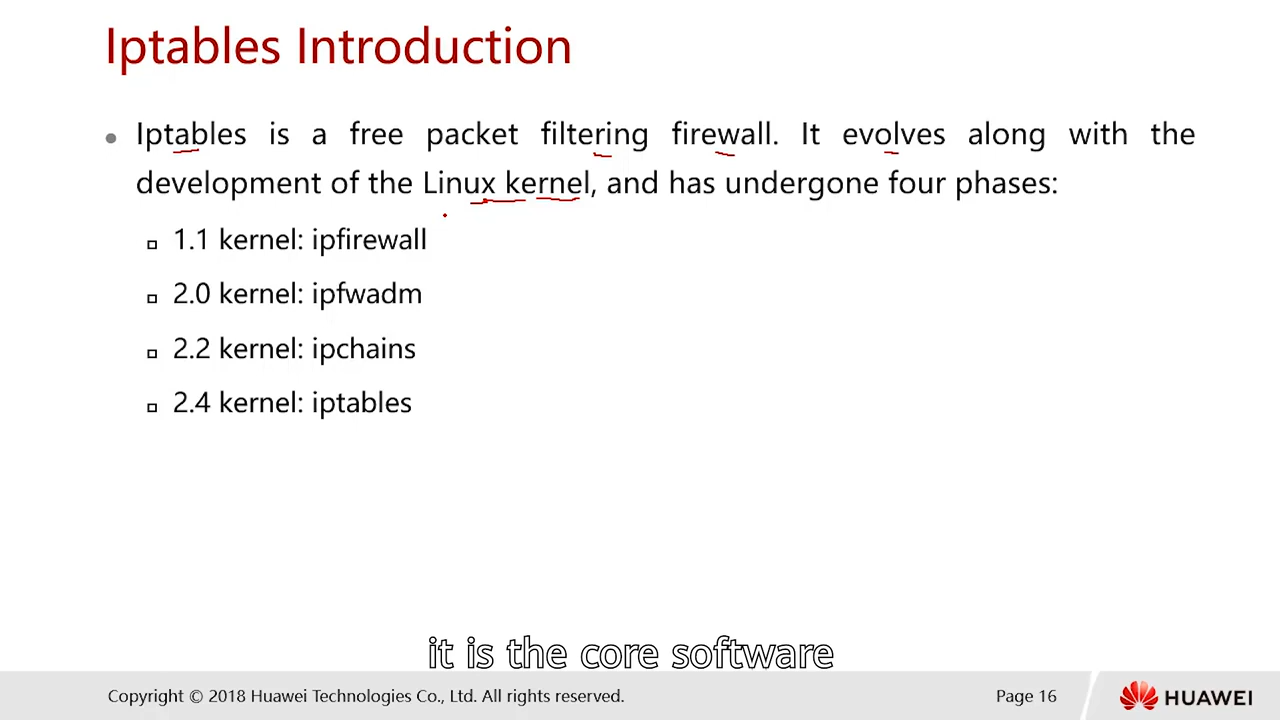 Iptables Introduction
• Iptables is a free packet filtering firewall. It evolves along with the
development of the Linux kernel, and has undergone four phases:
▫ 1.1 kernel: ipfirewall
▫ 2.0 kernel: ipfwadm
▫ 2.2 kernel: ipchains
▫ 2.4 kernel: iptables
it is the core software
Copyright © 2018 Huawei Technologies Co., Ltd. All rights reserved.
Page 16
HUAWEI